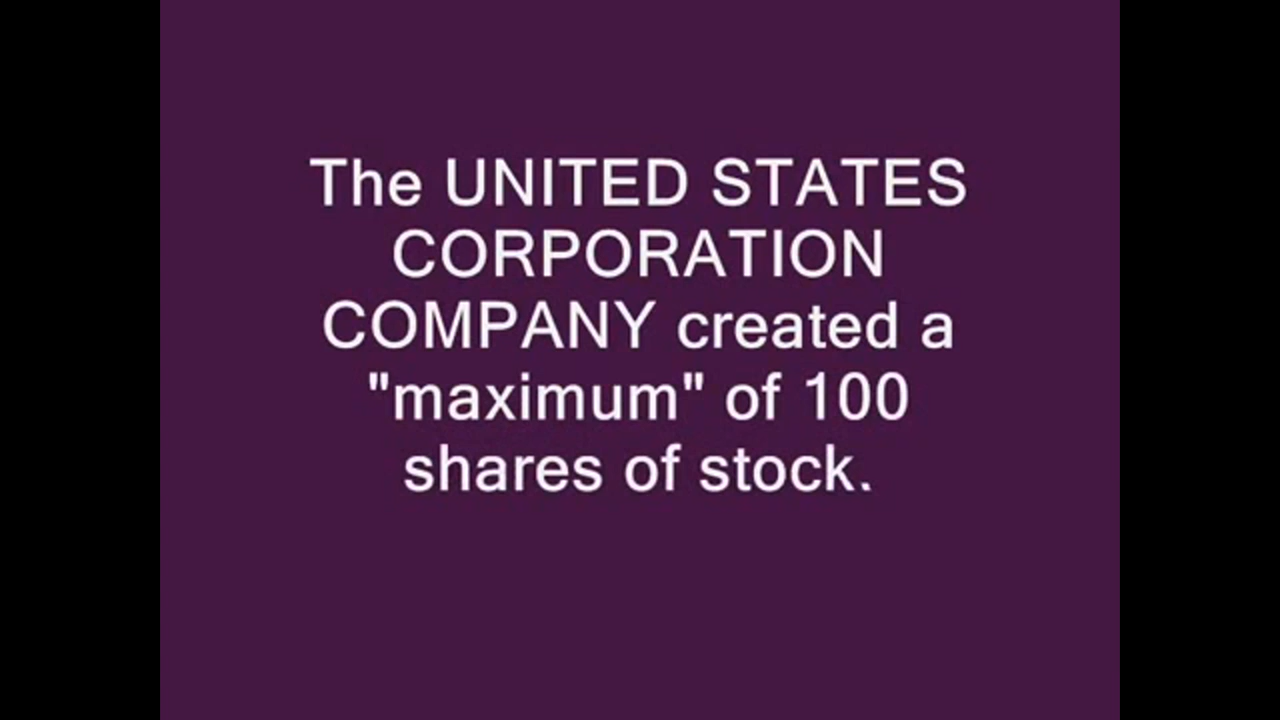 The UNITED STATES
CORPORATION
COMPANY created a
"maximum" of 100
shares of stock.